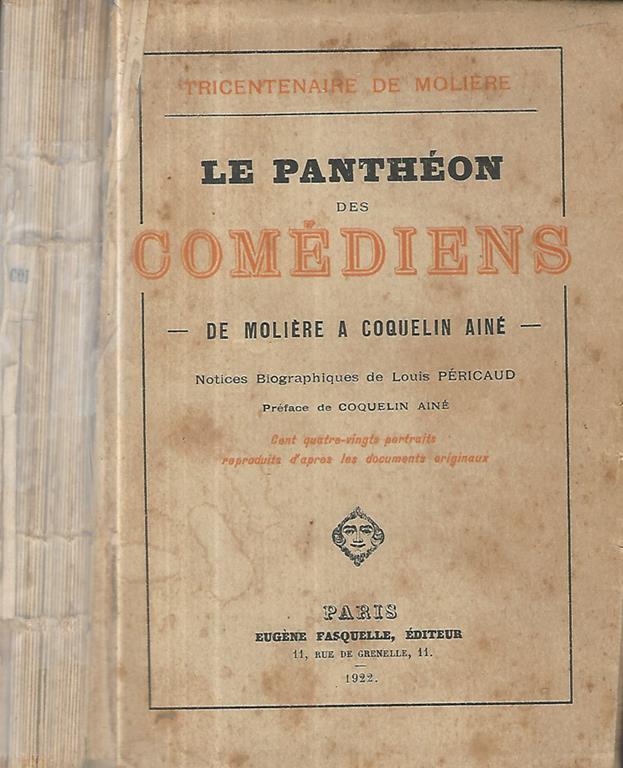 TRICENTENAIRE DE MOLIÈRE
LE PANTHÉON
DES
COMÉDIENS
— DE MOLIÈRE A COQUELIN AINÉ —
Notices Biographiques de Louis PÉRICAUD
Préface de COQUELIN AINÉ
Cent quatre-vingts portraits
reproduits d'apres les documents originaux
PARIS
EUGÈNE FASQUELLE, ÉDITEUR
11, RUE DE GRENELLE, 11.
1922.